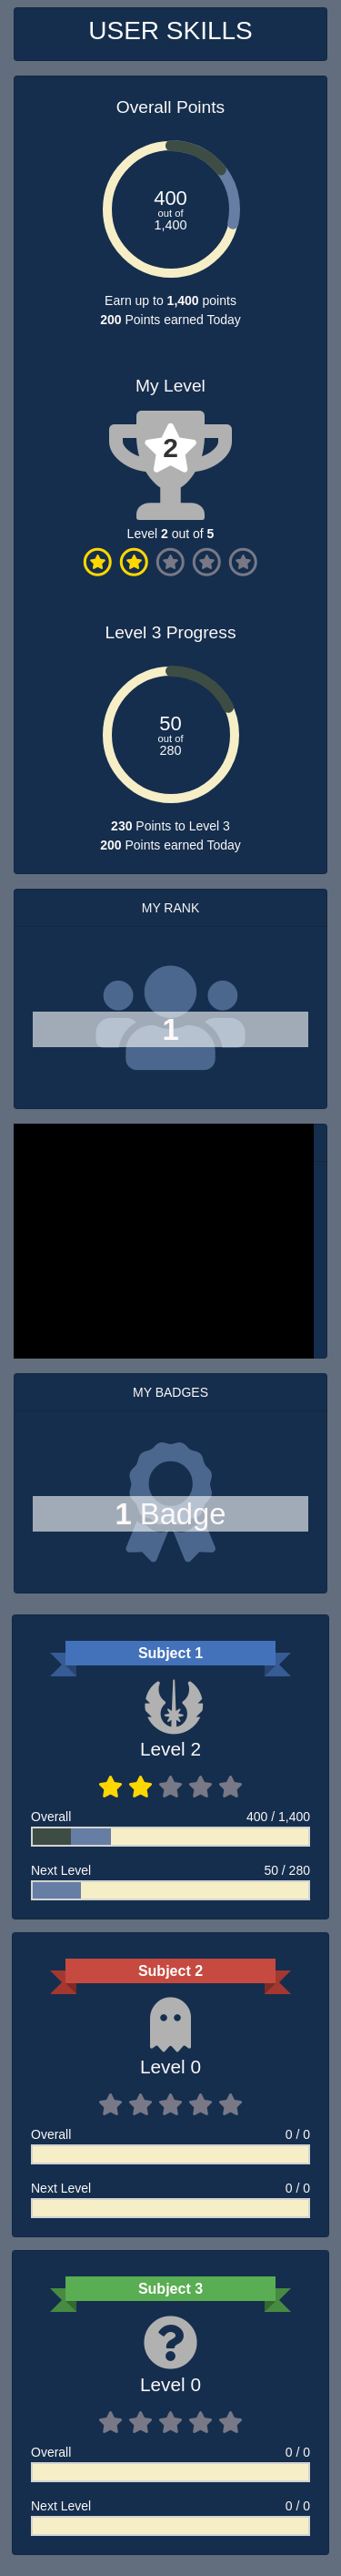 USER SKILLS
Overall Points
400
out of
1,400
Earn up to 1,400 points
200 Points earned Today
My Level
2
Level 2 out of 5
Level 3 Progress
50
out of
280
230 Points to Level 3
200 Points earned Today
MY RANK
1
MY BADGES
1 Badge
Subject 1
Level 2
Overall 400 / 1,400
Next Level 50 / 280
Subject 2
Level 0
Overall 0 / 0
Next Level 0 / 0
Subject 3
Level 0
Overall 0 / 0
Next Level 0 / 0